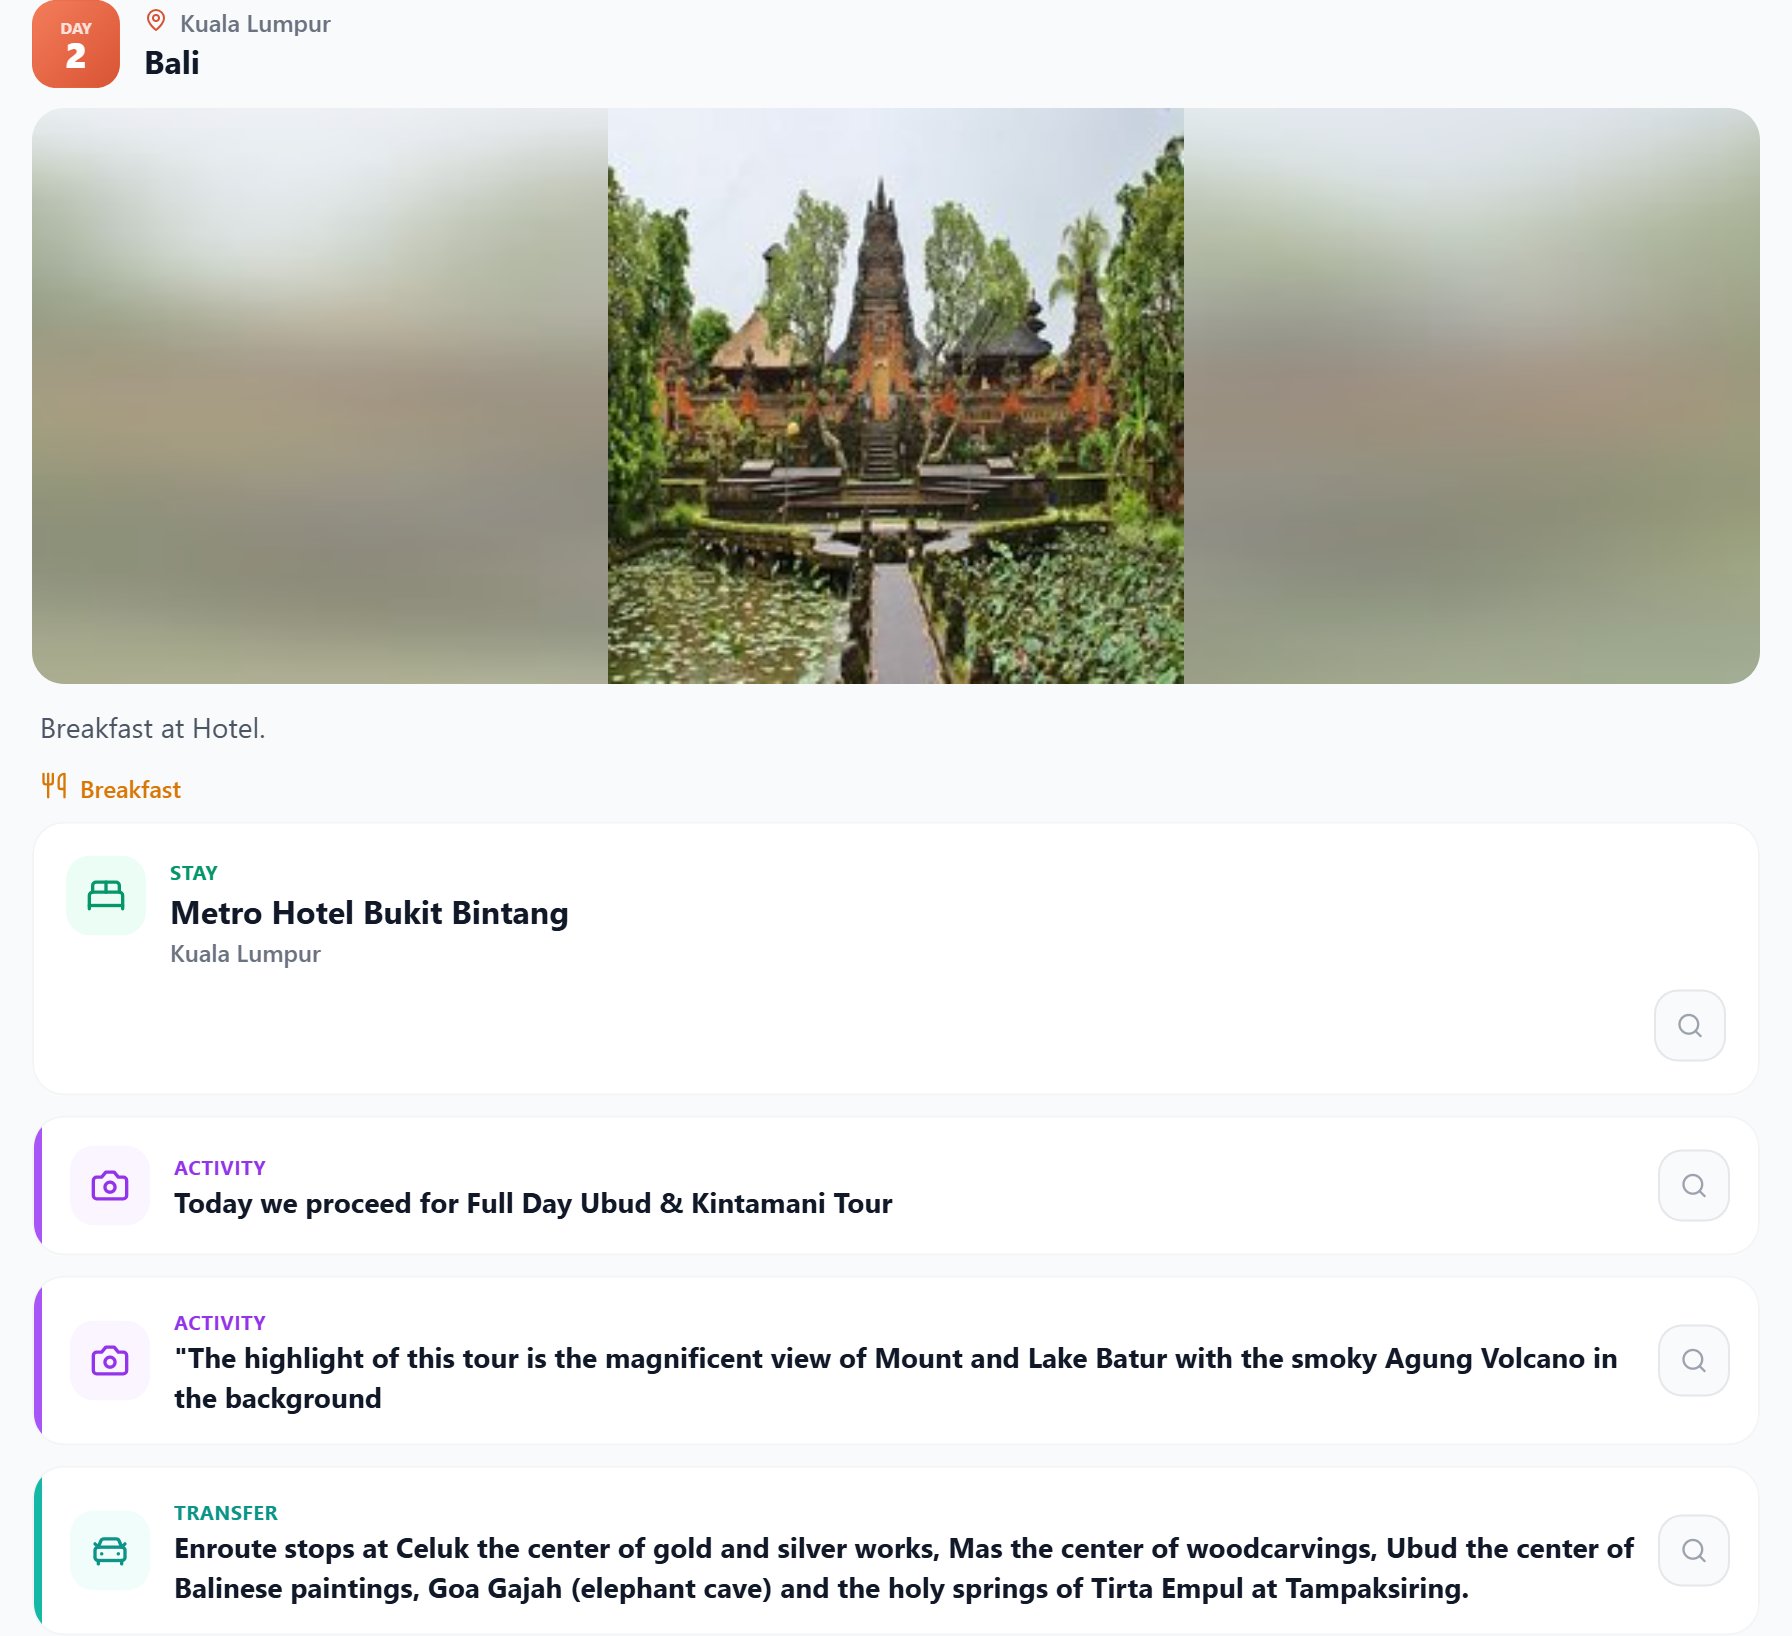 DAY
2
Kuala Lumpur
Bali
Breakfast at Hotel.
Breakfast
STAY
Metro Hotel Bukit Bintang
Kuala Lumpur
ACTIVITY
Today we proceed for Full Day Ubud & Kintamani Tour
ACTIVITY
"The highlight of this tour is the magnificent view of Mount and Lake Batur with the smoky Agung Volcano in
the background
TRANSFER
Enroute stops at Celuk the center of gold and silver works, Mas the center of woodcarvings, Ubud the center of
Balinese paintings, Goa Gajah (elephant cave) and the holy springs of Tirta Empul at Tampaksiring.